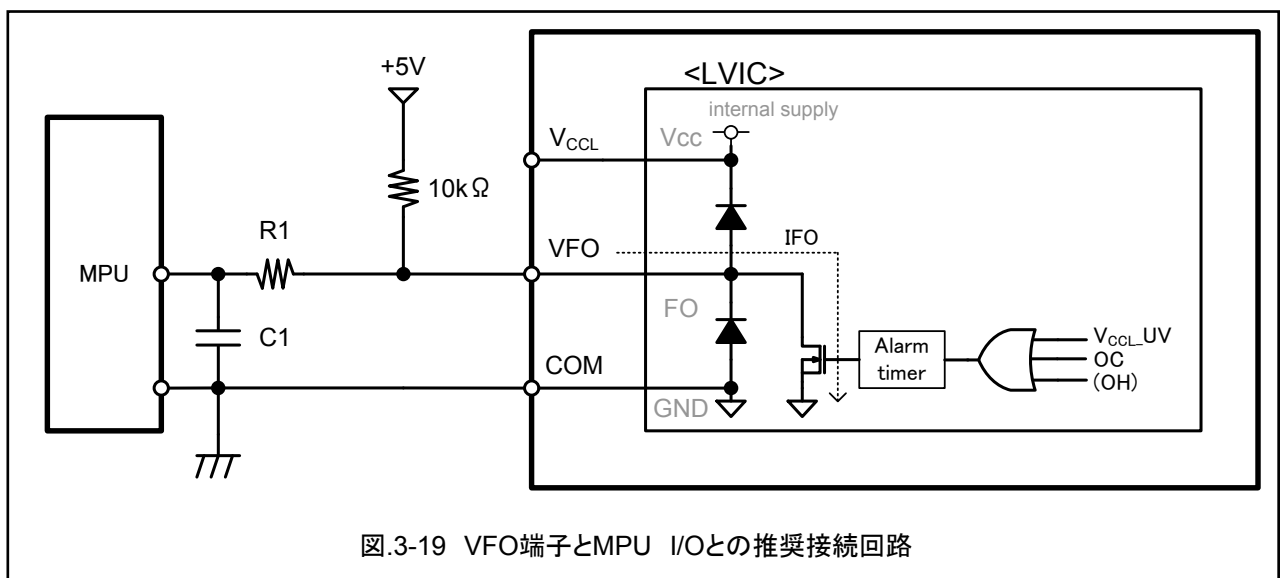 +5V
<LVIC>
internal supply
VCCL
Vcc
10kΩ
R1
VFO
IFO
MPU
FO
C1
Alarm
timer
VCCL_UV
OC
(OH)
COM
GND
図.3-19 VFO端子とMPU I/Oとの推奨接続回路